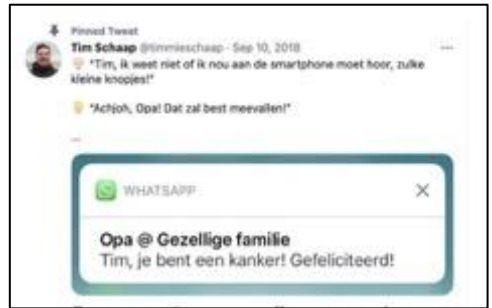 Pinned Tweet
Tim Schaap @timmieschaap · Sep 10, 2018
"Tim, ik weet niet of ik nou aan de smartphone moet hoor, zulke
kleine knopjes!"
"Achjoh, Opa! Dat zal best meevallen!"
...
WHATSAPP
Opa @ Gezellige familie
Tim, je bent een kanker! Gefeliciteerd!